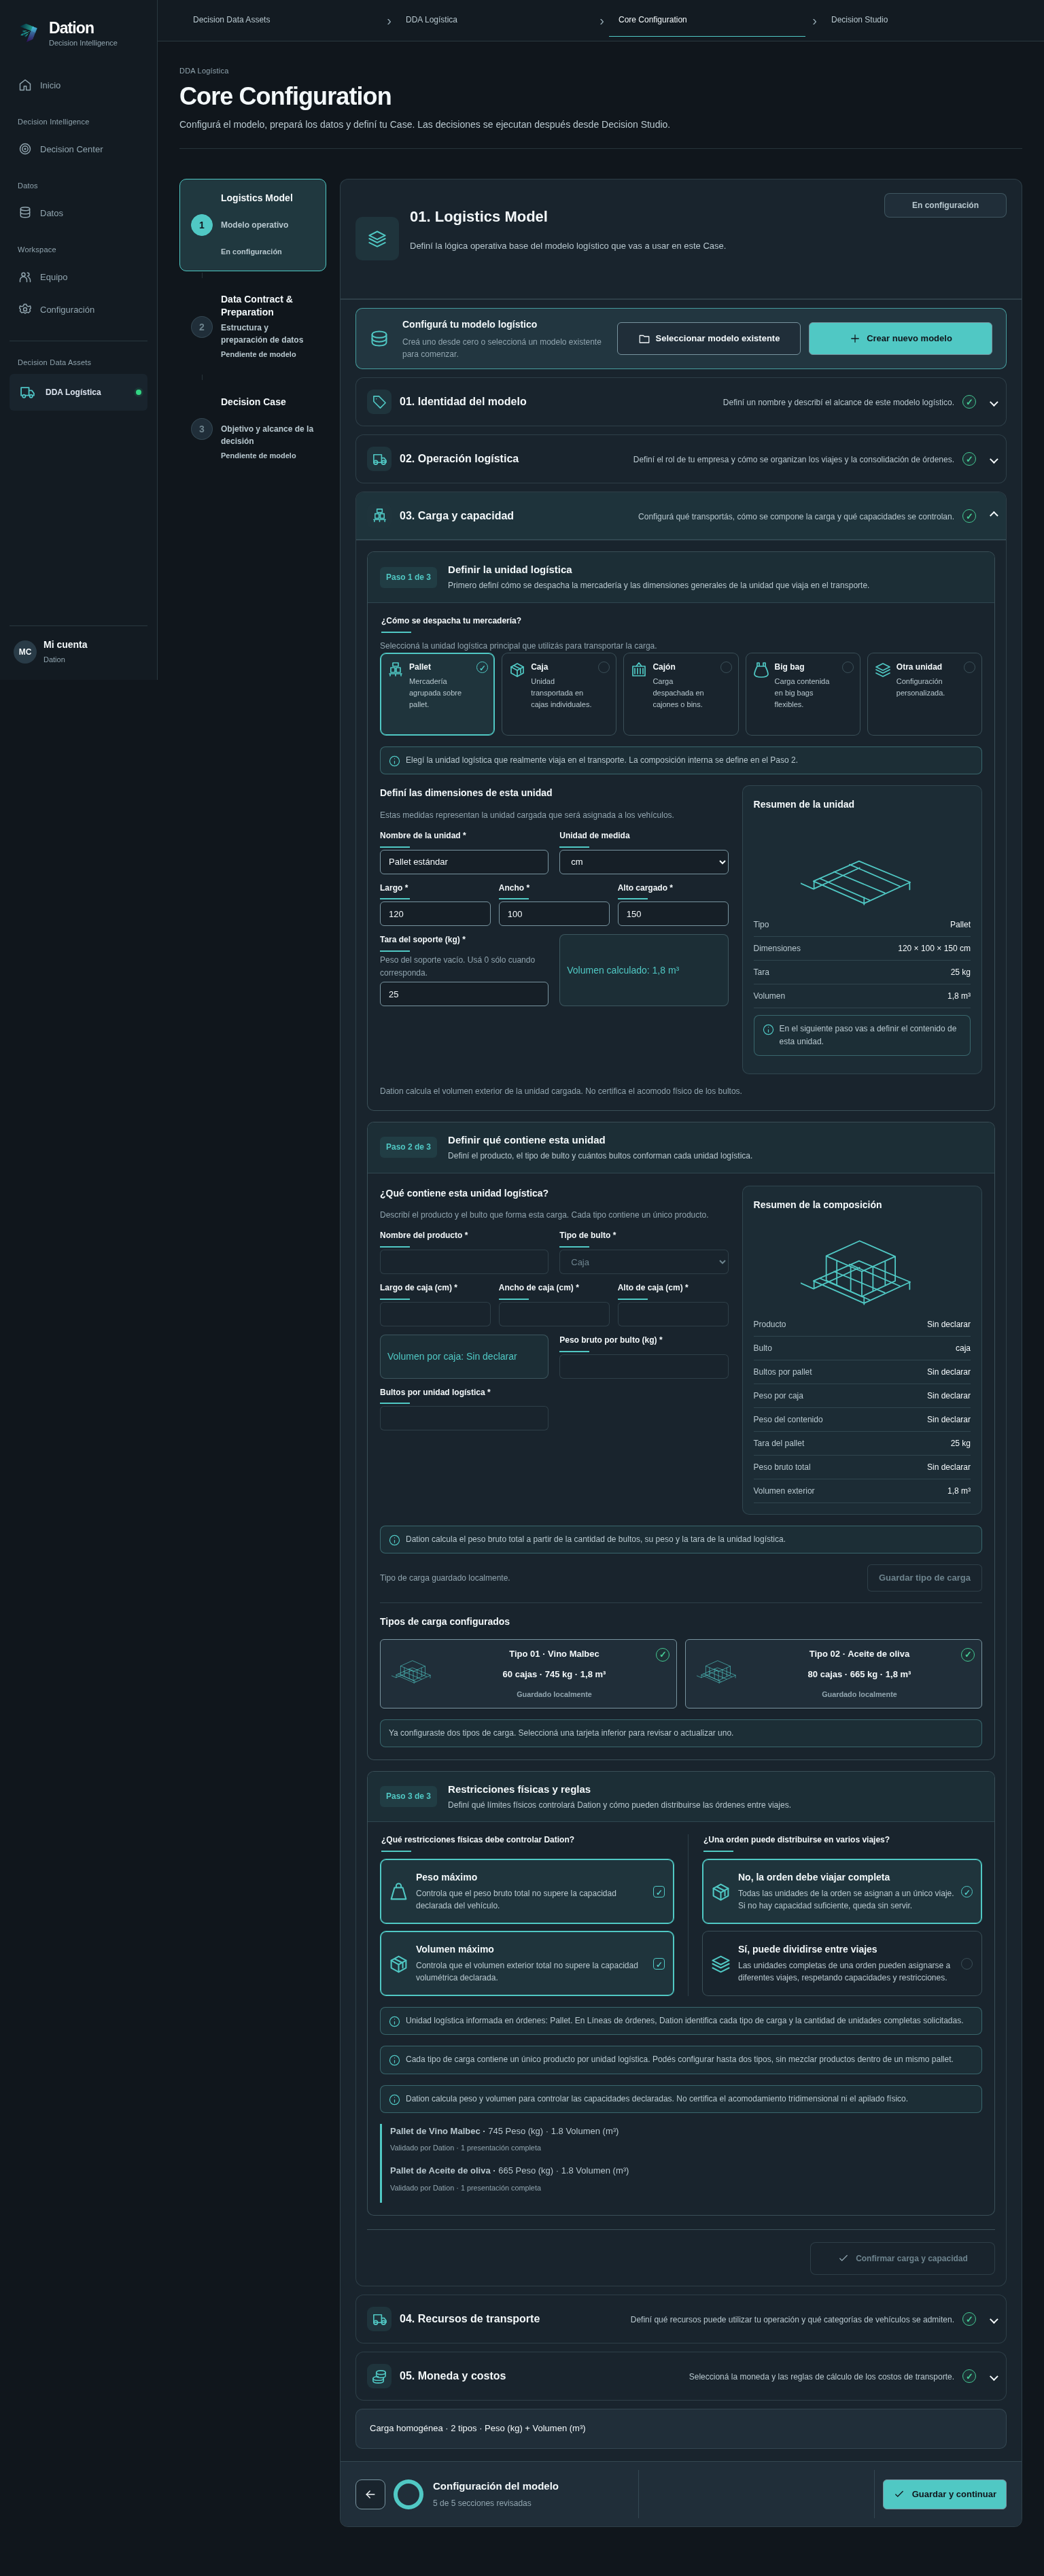 Dation
Decision Intelligence
Inicio
Decision Intelligence
Decision Center
Datos
Datos
Workspace
Equipo
Configuración
Decision Data Assets
DDA Logística
MC
Mi cuenta
Dation
Decision Data Assets
DDA Logística
Core Configuration
Decision Studio
DDA Logística
Core Configuration
Configurá el modelo, prepará los datos y definí tu Case. Las decisiones se ejecutan después desde Decision Studio.
Logistics Model
1
Modelo operativo
En configuración
Data Contract &
Preparation
2
Estructura y
preparación de datos
Pendiente de modelo
Decision Case
3
Objetivo y alcance de la
decisión
Pendiente de modelo
01. Logistics Model
Definí la lógica operativa base del modelo logístico que vas a usar en este Case.
En configuración
Configurá tu modelo logístico
Creá uno desde cero o seleccioná un modelo existente
para comenzar.
Seleccionar modelo existente
Crear nuevo modelo
01. Identidad del modelo
Definí un nombre y describí el alcance de este modelo logístico.
02. Operación logística
Definí el rol de tu empresa y cómo se organizan los viajes y la consolidación de órdenes.
03. Carga y capacidad
Configurá qué transportás, cómo se compone la carga y qué capacidades se controlan.
Paso 1 de 3
Definir la unidad logística
Primero definí cómo se despacha la mercadería y las dimensiones generales de la unidad que viaja en el transporte.
¿Cómo se despacha tu mercadería?
Seleccioná la unidad logística principal que utilizás para transportar la carga.
Pallet
Mercadería
agrupada sobre
pallet.
Caja
Unidad
transportada en
cajas individuales.
Cajón
Carga
despachada en
cajones o bins.
Big bag
Carga contenida
en big bags
flexibles.
Otra unidad
Configuración
personalizada.
Elegí la unidad logística que realmente viaja en el transporte. La composición interna se define en el Paso 2.
Definí las dimensiones de esta unidad
Estas medidas representan la unidad cargada que será asignada a los vehículos.
Nombre de la unidad *
Unidad de medida
Pallet estándar
cm
Largo *
Ancho *
Alto cargado *
120
100
150
Tara del soporte (kg) *
Peso del soporte vacío. Usá 0 sólo cuando
corresponda.
25
Volumen calculado: 1,8 m³
Resumen de la unidad
Tipo
Pallet
Dimensiones
120 × 100 × 150 cm
Tara
25 kg
Volumen
1,8 m³
En el siguiente paso vas a definir el contenido de
esta unidad.
Dation calcula el volumen exterior de la unidad cargada. No certifica el acomodo físico de los bultos.
Paso 2 de 3
Definir qué contiene esta unidad
Definí el producto, el tipo de bulto y cuántos bultos conforman cada unidad logística.
¿Qué contiene esta unidad logística?
Describí el producto y el bulto que forma esta carga. Cada tipo contiene un único producto.
Nombre del producto *
Tipo de bulto *
Caja
Largo de caja (cm) *
Ancho de caja (cm) *
Alto de caja (cm) *
Volumen por caja: Sin declarar
Peso bruto por bulto (kg) *
Bultos por unidad logística *
Resumen de la composición
Producto
Sin declarar
Bulto
caja
Bultos por pallet
Sin declarar
Peso por caja
Sin declarar
Peso del contenido
Sin declarar
Tara del pallet
25 kg
Peso bruto total
Sin declarar
Volumen exterior
1,8 m³
Dation calcula el peso bruto total a partir de la cantidad de bultos, su peso y la tara de la unidad logística.
Tipo de carga guardado localmente.
Guardar tipo de carga
Tipos de carga configurados
Tipo 01 · Vino Malbec
60 cajas · 745 kg · 1,8 m³
Guardado localmente
Tipo 02 · Aceite de oliva
80 cajas · 665 kg · 1,8 m³
Guardado localmente
Ya configuraste dos tipos de carga. Seleccioná una tarjeta inferior para revisar o actualizar uno.
Paso 3 de 3
Restricciones físicas y reglas
Definí qué límites físicos controlará Dation y cómo pueden distribuirse las órdenes entre viajes.
¿Qué restricciones físicas debe controlar Dation?
Peso máximo
Controla que el peso bruto total no supere la capacidad
declarada del vehículo.
Volumen máximo
Controla que el volumen exterior total no supere la capacidad
volumétrica declarada.
¿Una orden puede distribuirse en varios viajes?
No, la orden debe viajar completa
Todas las unidades de la orden se asignan a un único viaje.
Si no hay capacidad suficiente, queda sin servir.
Sí, puede dividirse entre viajes
Las unidades completas de una orden pueden asignarse a
diferentes viajes, respetando capacidades y restricciones.
Unidad logística informada en órdenes: Pallet. En Líneas de órdenes, Dation identifica cada tipo de carga y la cantidad de unidades completas solicitadas.
Cada tipo de carga contiene un único producto por unidad logística. Podés configurar hasta dos tipos, sin mezclar productos dentro de un mismo pallet.
Dation calcula peso y volumen para controlar las capacidades declaradas. No certifica el acomodamiento tridimensional ni el apilado físico.
Pallet de Vino Malbec · 745 Peso (kg) · 1.8 Volumen (m³)
Validado por Dation · 1 presentación completa
Pallet de Aceite de oliva · 665 Peso (kg) · 1.8 Volumen (m³)
Validado por Dation · 1 presentación completa
Confirmar carga y capacidad
04. Recursos de transporte
Definí qué recursos puede utilizar tu operación y qué categorías de vehículos se admiten.
05. Moneda y costos
Seleccioná la moneda y las reglas de cálculo de los costos de transporte.
Carga homogénea · 2 tipos · Peso (kg) + Volumen (m³)
Configuración del modelo
5 de 5 secciones revisadas
Guardar y continuar